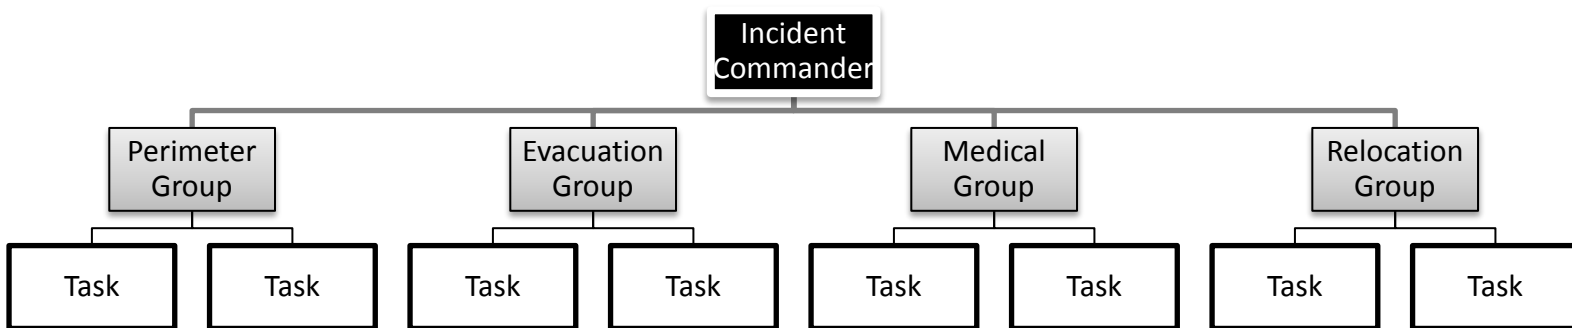 Incident
Commander
Perimeter
Group
Evacuation
Group
Medical
Group
Relocation
Group
Task
Task
Task
Task
Task
Task
Task
Task